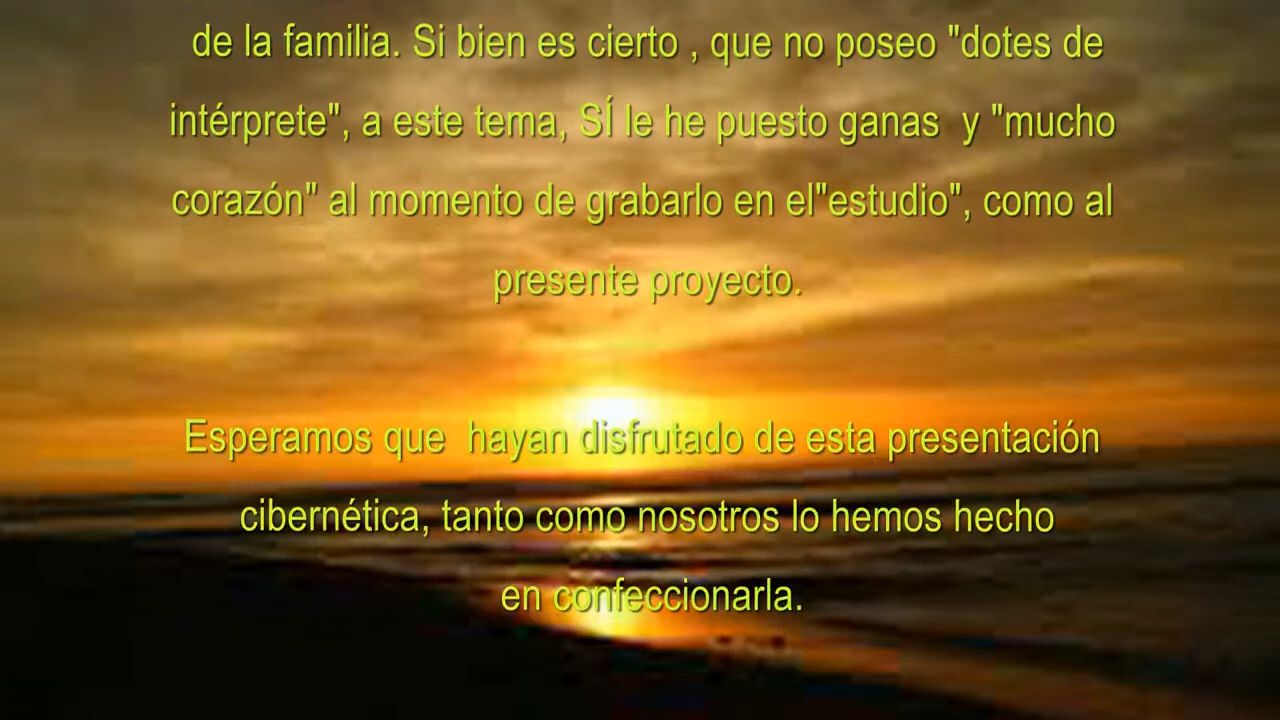 de la familia. Si bien es cierto , que no poseo "dotes de
intérprete", a este tema, SÍ le he puesto ganas  y "mucho
corazón" al momento de grabarlo en el"estudio", como al
presente proyecto.
Esperamos que  hayan disfrutado de esta presentación
cibernética, tanto como nosotros lo hemos hecho
en confeccionarla.